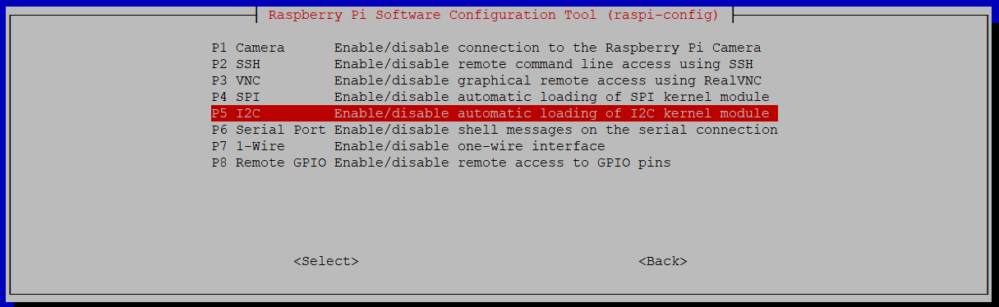 Raspberry Pi Software Configuration Tool (raspi-config)
P1 Camera Enable/disable connection to the Raspberry Pi Camera
P2 SSH Enable/disable remote command line access using SSH
P3 VNC Enable/disable graphical remote access using RealVNC
P4 SPI Enable/disable automatic loading of SPI kernel module
P5 I2C Enable/disable automatic loading of I2C kernel module
P6 Serial Port Enable/disable shell messages on the serial connection
P7 1-Wire Enable/disable one-wire interface
P8 Remote GPIO Enable/disable remote access to GPIO pins
<Select> <Back>